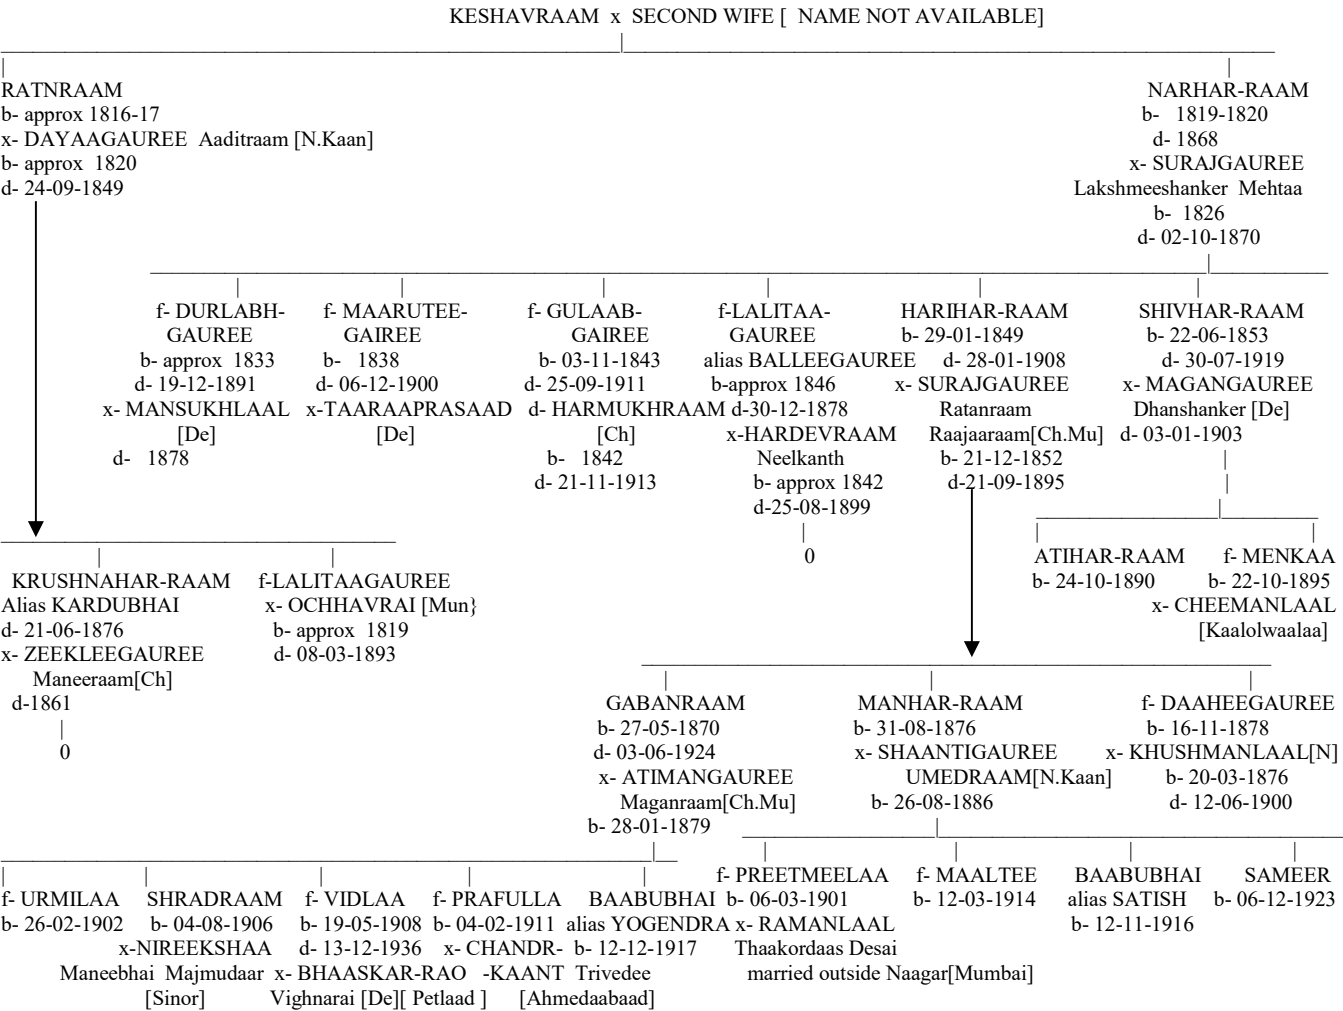 KESHAVRAAM x SECOND WIFE [ NAME NOT AVAILABLE]
RATNRAAM
b- approx 1816-17
x- DAYAAGAUREE Aaditraam [N.Kaan]
b- approx 1820
d- 24-09-1849
NARHAR-RAAM
b- 1819-1820
d- 1868
x- SURAJGAUREE
Lakshmeeshanker Mehtaa
b- 1826
d- 02-10-1870
f- DURLABH-
GAUREE
b- approx 1833
d- 19-12-1891
x- MANSUKHLAAL
[De]
d- 1878
f- MAARUTEE-
GAIREE
b- 1838
d- 06-12-1900
x-TAARAAPRASAAD
[De]
f- GULAAB-
GAIREE
b- 03-11-1843
d- 25-09-1911
d- HARMUKHRAAM
[Ch]
b- 1842
d- 21-11-1913
f-LALITAA-
GAUREE
alias BALLEEGAUREE
b-approx 1846
d-30-12-1878
x-HARDEVRAAM
Neelkanth
b- approx 1842
d-25-08-1899
0
HARIHAR-RAAM
b- 29-01-1849
d- 28-01-1908
x- SURAJGAUREE
Ratanraam
Raajaaraam[Ch.Mu]
b- 21-12-1852
d-21-09-1895
SHIVHAR-RAAM
b- 22-06-1853
d- 30-07-1919
x- MAGANGAUREE
Dhanshanker [De]
d- 03-01-1903
ATIHAR-RAAM
b- 24-10-1890
f- MENKAA
b- 22-10-1895
x- CHEEMANLAAL
[Kaalolwaalaa]
KRUSHNAHAR-RAAM
Alias KARDUBHAI
d- 21-06-1876
x- ZEEKLEEGAUREE
Maneeraam[Ch]
d-1861
0
f-LALITAAGAUREE
x- OCHHAVRAI [Mun}
b- approx 1819
d- 08-03-1893
GABANRAAM
b- 27-05-1870
d- 03-06-1924
x- ATIMANGAUREE
Maganraam[Ch.Mu]
b- 28-01-1879
MANHAR-RAAM
b- 31-08-1876
x- SHAANTIGAUREE
UMEDRAAM[N.Kaan]
b- 26-08-1886
f- DAAHEEGAUREE
b- 16-11-1878
x- KHUSHMANLAAL[N]
b- 20-03-1876
d- 12-06-1900
f- URMILAA
b- 26-02-1902
SHRADRAAM
b- 04-08-1906
x-NIREEKSHAA
Maneebhai Majmudaar
[Sinor]
f- VIDLAA
b- 19-05-1908
d- 13-12-1936
x- BHAASKAR-RAO
Vighnarai [De][ Petlaad ]
f- PRAFULLA
b- 04-02-1911
x- CHANDR-
-KAANT Trivedee
[Ahmedaabaad]
BAABUBHAI
alias YOGENDRA
b- 12-12-1917
f- PREETMEELAA
b- 06-03-1901
x- RAMANLAAL
Thaakordaas Desai
married outside Naagar[Mumbai]
f- MAALTEE
b- 12-03-1914
BAABUBHAI
alias SATISH
b- 12-11-1916
SAMEER
b- 06-12-1923